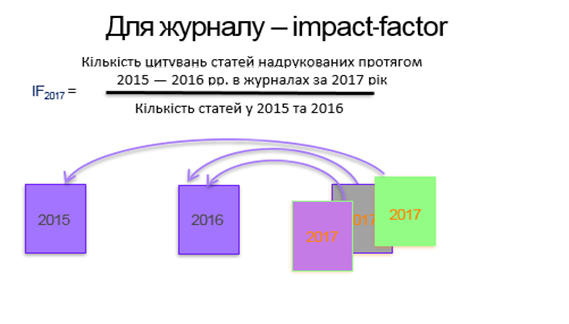 Для журналу – impact-factor
Кількість цитувань статей надрукованих протягом
2015 — 2016 рр. в журналах за 2017 рік
IF2017 =
Кількість статей у 2015 та 2016
2015
2016
2017
017
2017